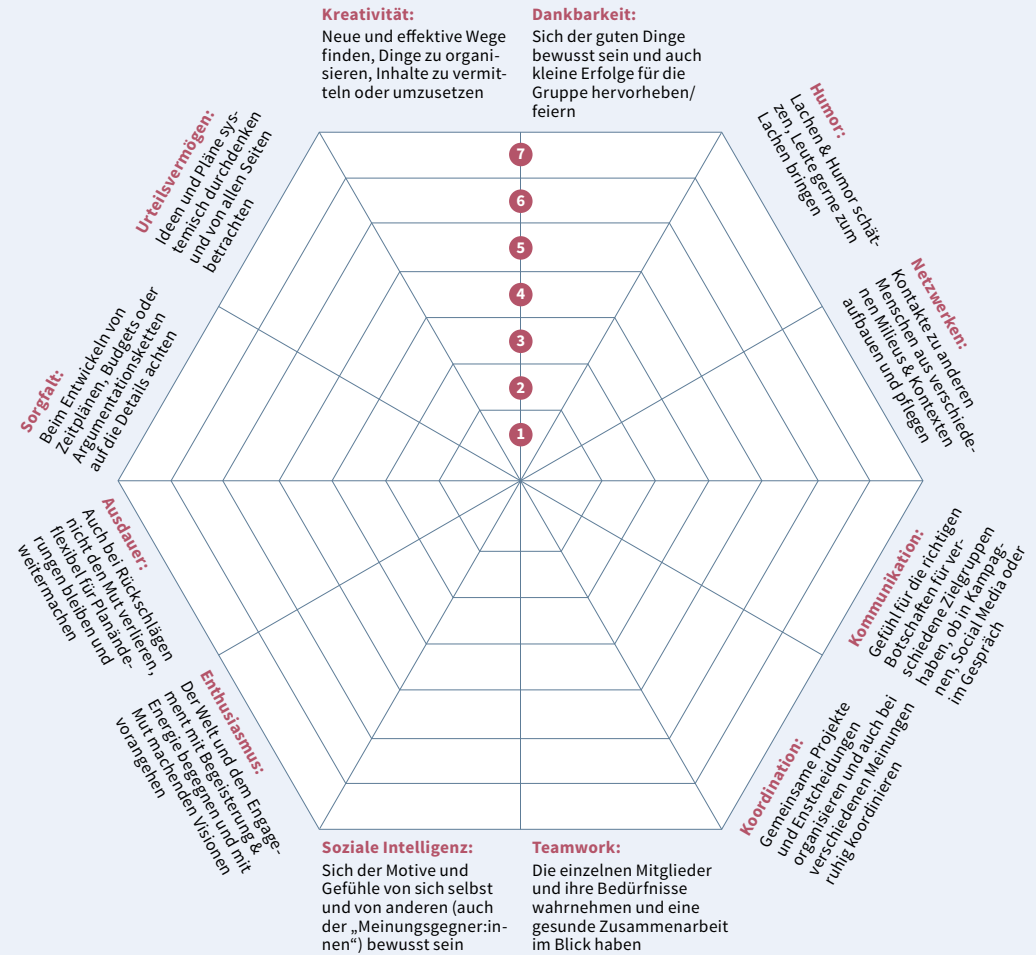 Kreativität:
Neue und effektive Wege
finden, Dinge zu organi-
sieren, Inhalte zu vermit-
teln oder umzusetzen
Dankbarkeit:
Sich der guten Dinge
bewusst sein und auch
kleine Erfolge für die
Gruppe hervorheben/
feiern
Humor:
Lachen & Humor schät-
zen, Leute gerne zum
Lachen bringen
Netzwerken:
Kontakte zu anderen
Menschen aus verschiede-
nen Milieus & Kontexten
aufbauen und pflegen
Kommunikation:
Gefühl für die richtigen
Botschaften für ver-
schiedene Zielgruppen
haben, ob in Kampag-
nen, Social Media oder
im Gespräch
Koordination:
Gemeinsame Projekte
und Enstcheidungen
organisieren und auch bei
verschiedenen Meinungen
ruhig koordinieren
Teamwork:
Die einzelnen Mitglieder
und ihre Bedürfnisse
wahrnehmen und eine
gesunde Zusammenarbeit
im Blick haben
Soziale Intelligenz:
Sich der Motive und
Gefühle von sich selbst
und von anderen (auch
der „Meinungsgegner:in-
nen“) bewusst sein
Enthusiasmus:
Der Welt und dem Engage-
ment mit Begeisterung &
Energie begegnen und mit
Mut machenden Visionen
vorangehen
Ausdauer:
Auch bei Rückschlägen
nicht den Mut verlieren,
flexibel für Planände-
rungen bleiben und
weitermachen
Sorgfalt:
Beim Entwickeln von
Zeitplänen, Budgets oder
Argumentationsketten
auf die Details achten
Urteilsvermögen:
Ideen und Pläne sys-
temisch durchdenken
und von allen Seiten
betrachten
7
6
5
4
3
2
1